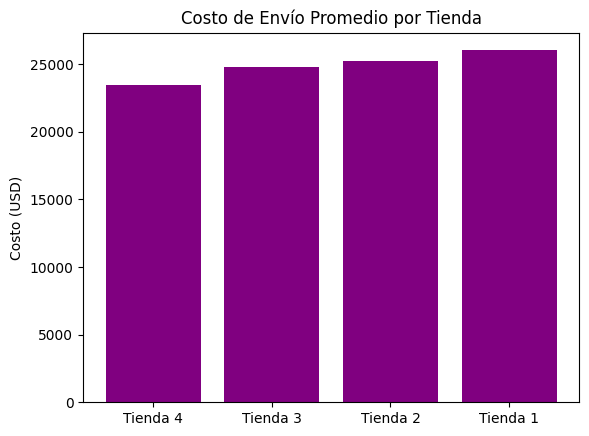 Costo de Envío Promedio por Tienda
Costo (USD)
25000
20000
15000
10000
5000
0
Tienda 4 Tienda 3 Tienda 2 Tienda 1